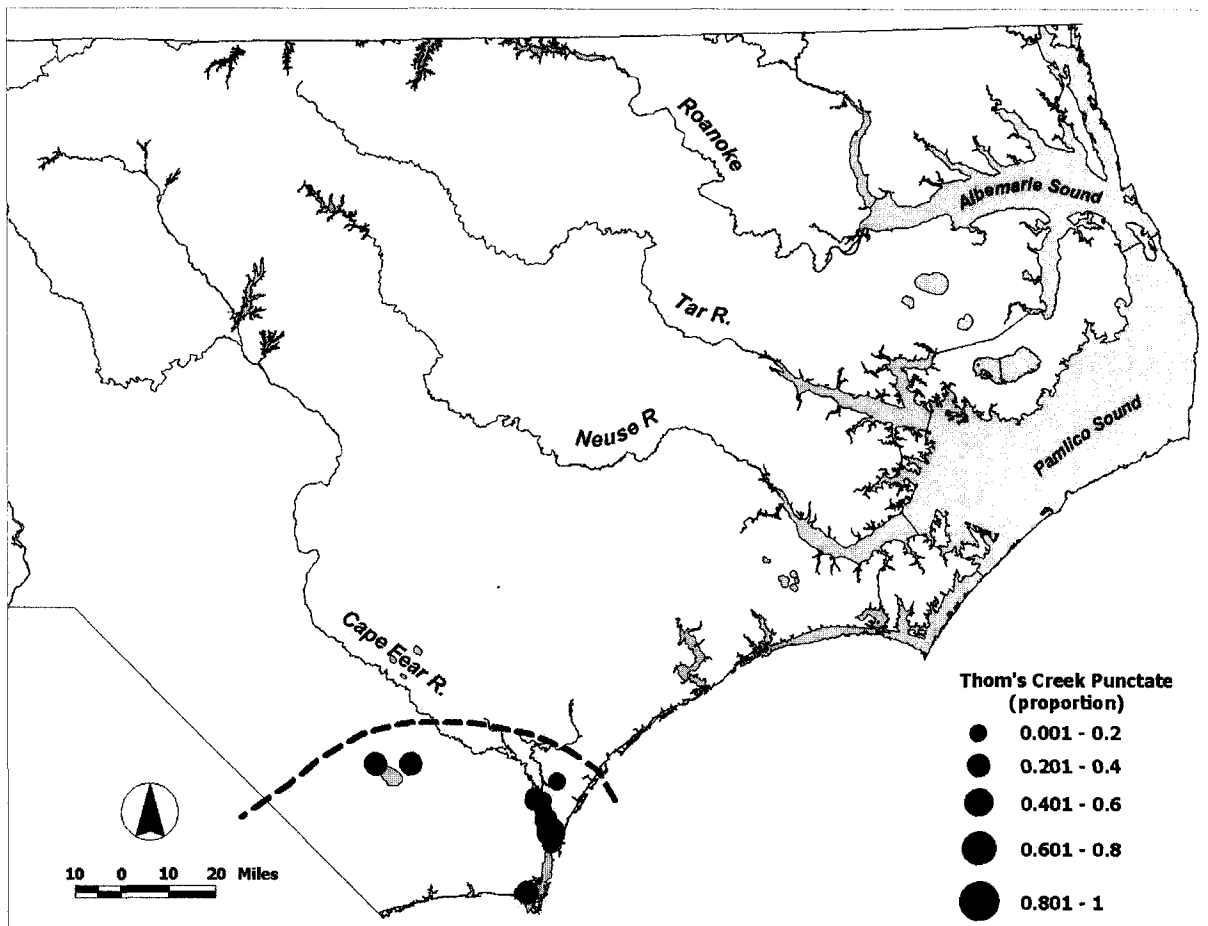 Roanoke
Albemarle Sound
Tar R.
Pamlico Sound
Neuse R
Cape Fear R.
Thom's Creek Punctate
(proportion)
0.001 - 0.2
0.201 - 0.4
0.401 - 0.6
0.601 - 0.8
0.801 - 1
10 0 10 20 Miles